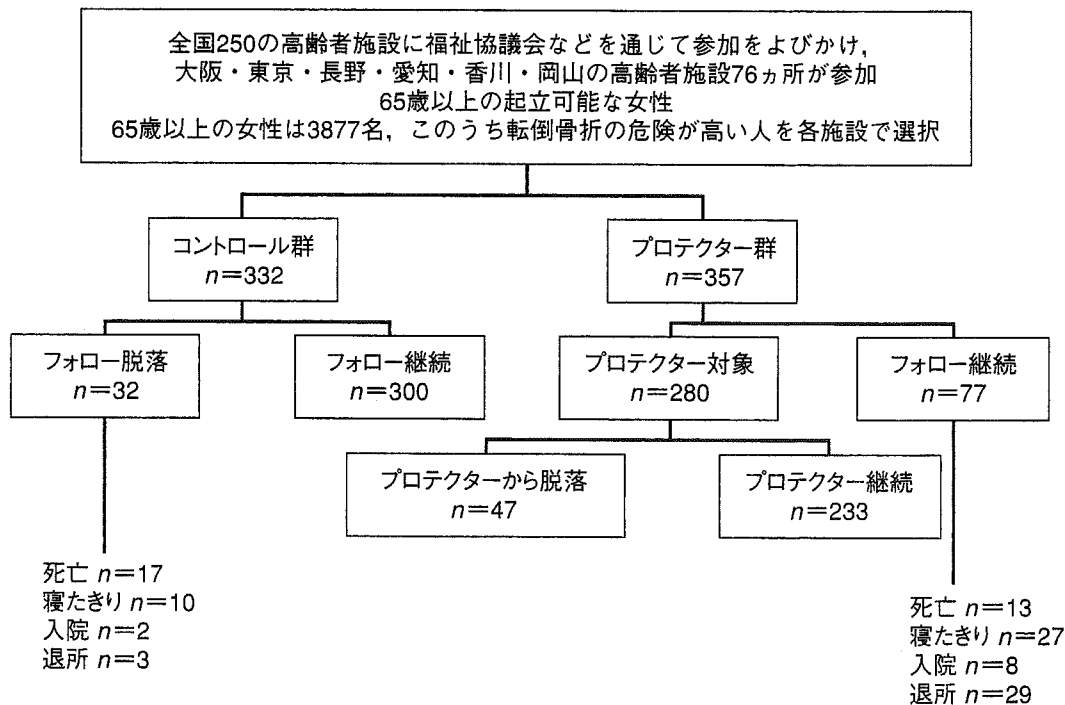 全国250の高齢者施設に福祉協議会などを通じて参加をよびかけ,
大阪・東京・長野・愛知・香川・岡山の高齢者施設76ヵ所が参加
65歳以上の起立可能な女性
65歳以上の女性は3877名, このうち転倒骨折の危険が高い人を各施設で選択
コントロール群
n=332
プロテクター群
n=357
フォロー脱落
n=32
フォロー継続
n=300
プロテクター対象
n=280
フォロー継続
n=77
プロテクターから脱落
n=47
プロテクター継続
n=233
死亡 n=17
寝たきり n=10
入院 n=2
退所 n=3
死亡 n=13
寝たきり n=27
入院 n=8
退所 n=29